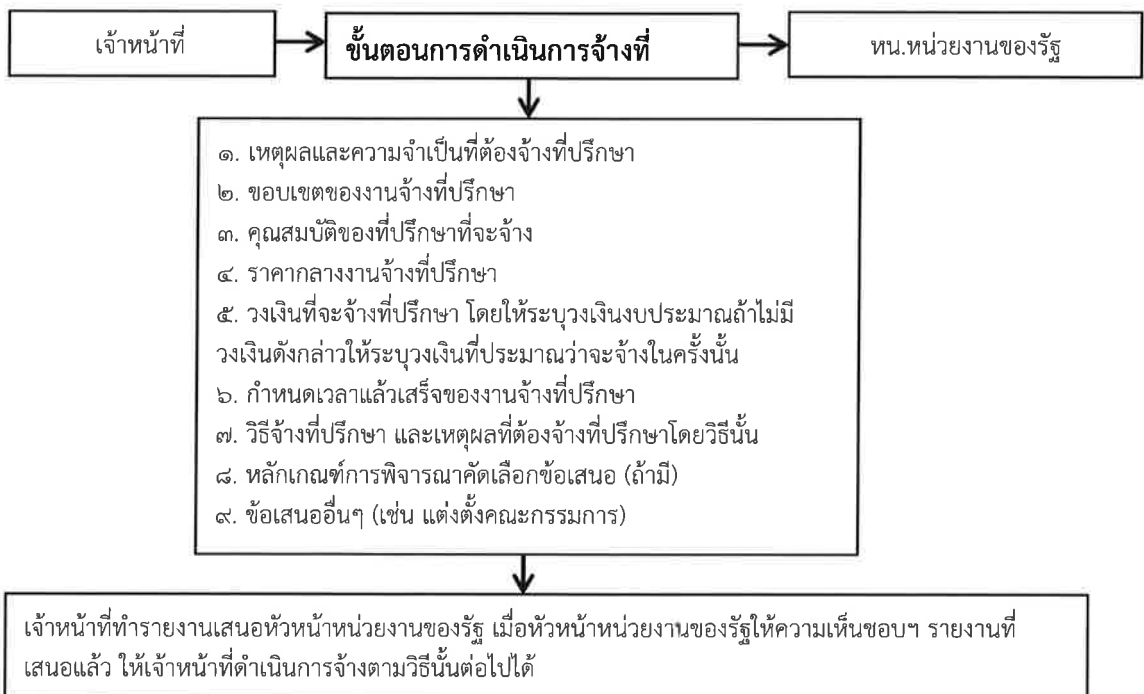 เจ้าหน้าที่
ขั้นตอนการดำเนินการจ้างที่
หน.หน่วยงานของรัฐ
๑. เหตุผลและความจำเป็นที่ต้องจ้างที่ปรึกษา
๒. ขอบเขตของงานจ้างที่ปรึกษา
๓. คุณสมบัติของที่ปรึกษาที่จะจ้าง
๔. ราคากลางงานจ้างที่ปรึกษา
๕. วงเงินที่จะจ้างที่ปรึกษา โดยให้ระบุวงเงินงบประมาณถ้าไม่มี
วงเงินดังกล่าวให้ระบุวงเงินที่ประมาณว่าจะจ้างในครั้งนั้น
๖. กำหนดเวลาแล้วเสร็จของงานจ้างที่ปรึกษา
๗. วิธีจ้างที่ปรึกษา และเหตุผลที่ต้องจ้างที่ปรึกษาโดยวิธีนั้น
๘. หลักเกณฑ์การพิจารณาคัดเลือกข้อเสนอ (ถ้ามี)
๙. ข้อเสนออื่นๆ (เช่น แต่งตั้งคณะกรรมการ)
เจ้าหน้าที่ทำรายงานเสนอหัวหน้าหน่วยงานของรัฐ เมื่อหัวหน้าหน่วยงานของรัฐให้ความเห็นชอบฯ รายงานที่
เสนอแล้ว ให้เจ้าหน้าที่ดำเนินการจ้างตามวิธีนั้นต่อไปได้